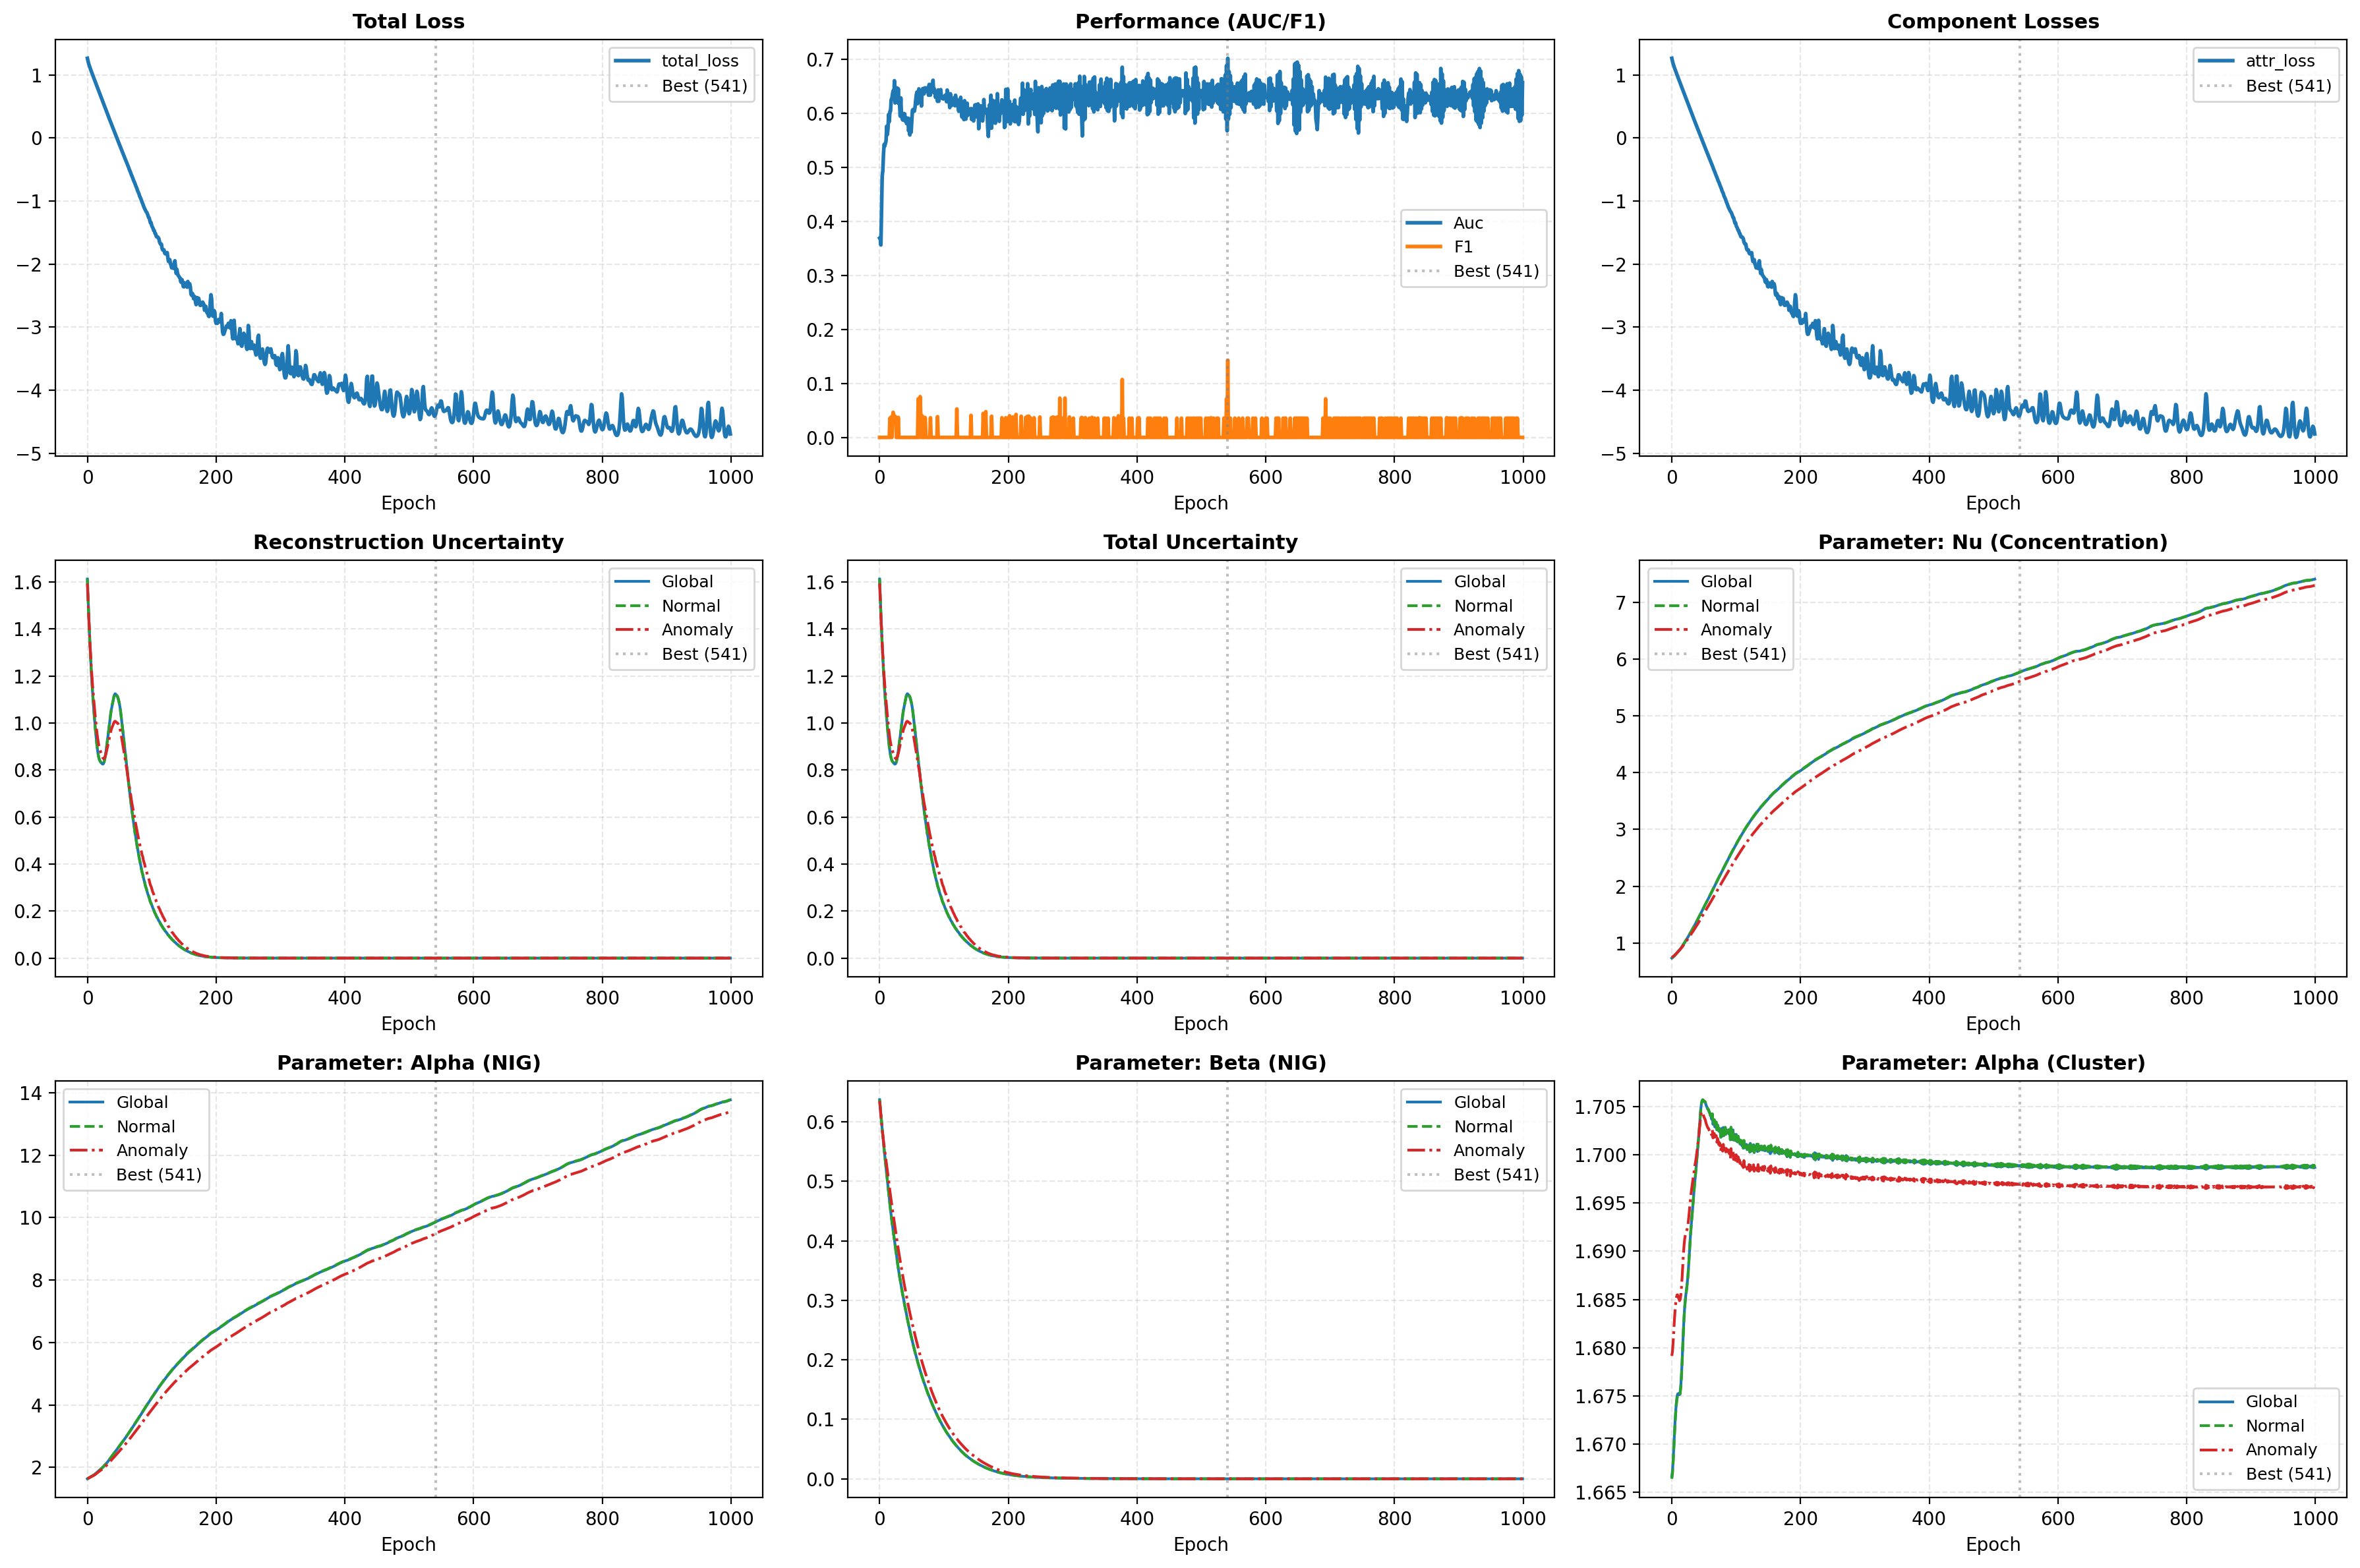 Total Loss
total_loss
Best (541)
1
0
−1
−2
−3
−4
−5
0 200 400 600 800 1000
Epoch
Performance (AUC/F1)
0.7
0.6
0.5
0.4
0.3
0.2
0.1
0.0
Auc
F1
Best (541)
0 200 400 600 800 1000
Epoch
Component Losses
attr_loss
Best (541)
1
0
−1
−2
−3
−4
−5
0 200 400 600 800 1000
Epoch
Reconstruction Uncertainty
Global
Normal
Anomaly
Best (541)
1.6
1.4
1.2
1.0
0.8
0.6
0.4
0.2
0.0
0 200 400 600 800 1000
Epoch
Total Uncertainty
Global
Normal
Anomaly
Best (541)
1.6
1.4
1.2
1.0
0.8
0.6
0.4
0.2
0.0
0 200 400 600 800 1000
Epoch
Parameter: Nu (Concentration)
Global
Normal
Anomaly
Best (541)
7
6
5
4
3
2
1
0 200 400 600 800 1000
Epoch
Parameter: Alpha (NIG)
Global
Normal
Anomaly
Best (541)
14
12
10
8
6
4
2
0 200 400 600 800 1000
Epoch
Parameter: Beta (NIG)
Global
Normal
Anomaly
Best (541)
0.6
0.5
0.4
0.3
0.2
0.1
0.0
0 200 400 600 800 1000
Epoch
Parameter: Alpha (Cluster)
1.705
1.700
1.695
1.690
1.685
1.680
1.675
1.670
1.665
Global
Normal
Anomaly
Best (541)
0 200 400 600 800 1000
Epoch